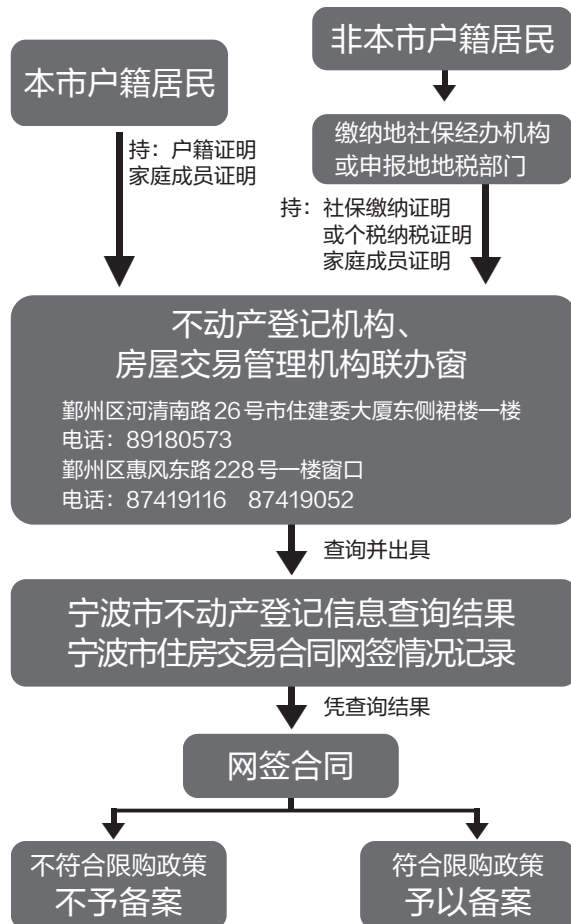 本市户籍居民
非本市户籍居民
缴纳地社保经办机构
或申报地地税部门
持：户籍证明
家庭成员证明
持：社保缴纳证明
或个税纳税证明
家庭成员证明
不动产登记机构、
房屋交易管理机构联办窗
鄞州区河清南路26号市住建委大厦东侧裙楼一楼
电话：89180573
鄞州区惠风东路228号一楼窗口
电话：87419116 87419052
查询并出具
宁波市不动产登记信息查询结果
宁波市住房交易合同网签情况记录
凭查询结果
网签合同
不符合限购政策
不予备案
符合限购政策
予以备案